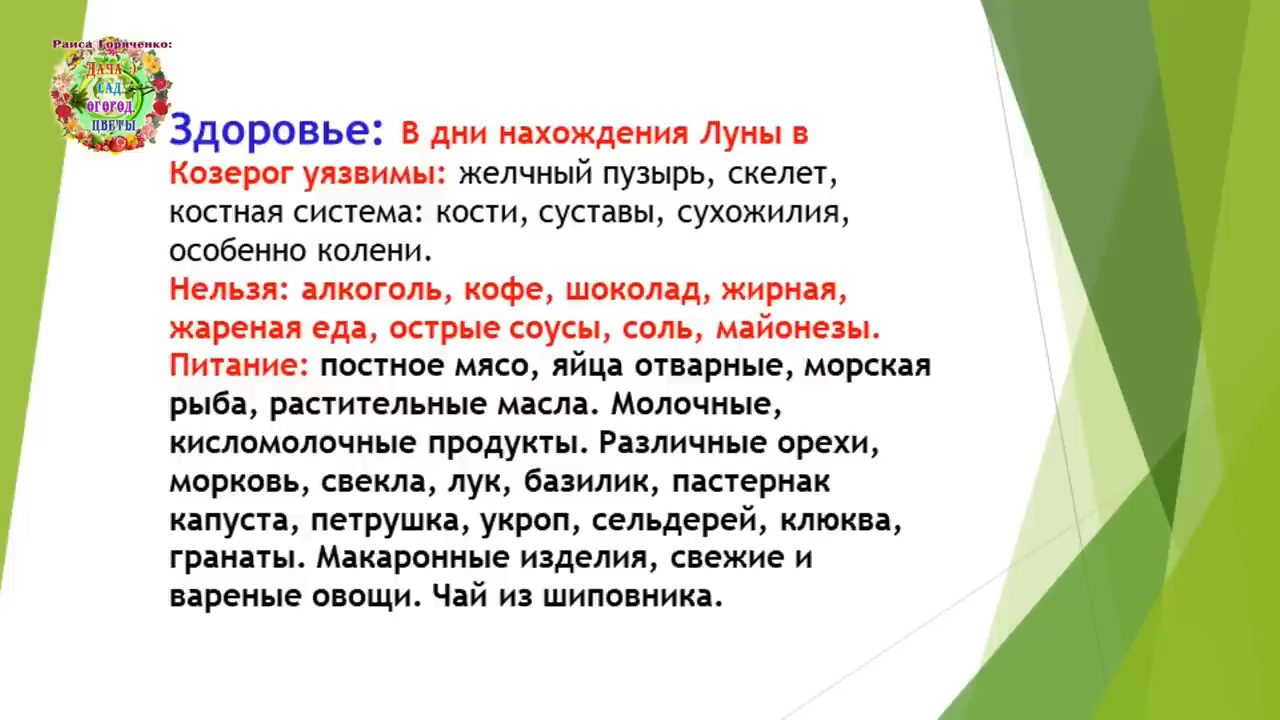 Раиса Горяченко:
Дача :)
САД.
ОГОРОД.
ЦВЕТЫ.
Здоровье: В дни нахождения Луны в
Козерог уязвимы: желчный пузырь, скелет,
костная система: кости, суставы, сухожилия,
особенно колени.
Нельзя: алкоголь, кофе, шоколад, жирная,
жареная еда, острые соусы, соль, майонезы.
Питание: постное мясо, яйца отварные, морская
рыба, растительные масла. Молочные,
кисломолочные продукты. Различные орехи,
морковь, свекла, лук, базилик, пастернак
капуста, петрушка, укроп, сельдерей, клюква,
гранаты. Макаронные изделия, свежие и
вареные овощи. Чай из шиповника.